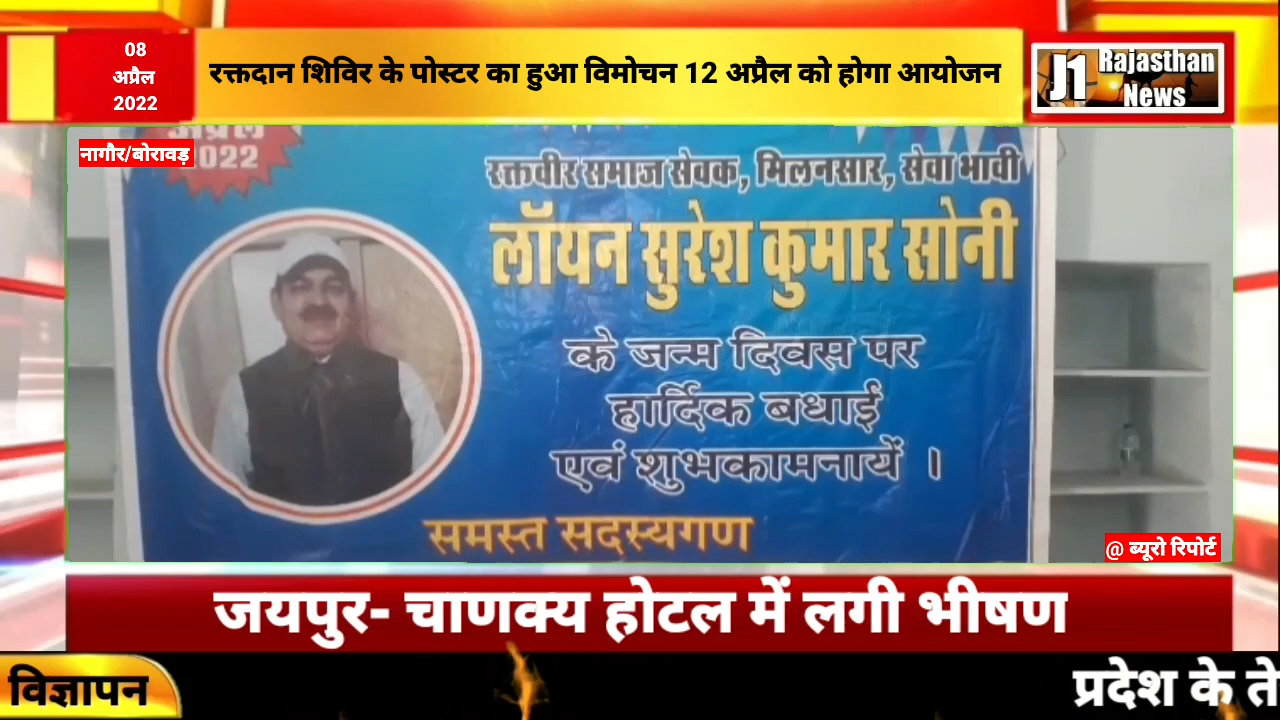 08
अप्रैल
2022
रक्तदान शिविर के पोस्टर का हुआ विमोचन 12 अप्रैल को होगा आयोजन
J1 Rajasthan
News
नागौर/बोरावड़
अप्रैल
2022
रक्तवीर समाज सेवक, मिलनसार, सेवा भावी
लॉयन सुरेश कुमार सोनी
के जन्म दिवस पर
हार्दिक बधाई
एवं शुभकामनायें ।
समस्त सदस्यगण
@ ब्यूरो रिपोर्ट
जयपुर- चाणक्य होटल में लगी भीषण
विज्ञापन
प्रदेश के ते